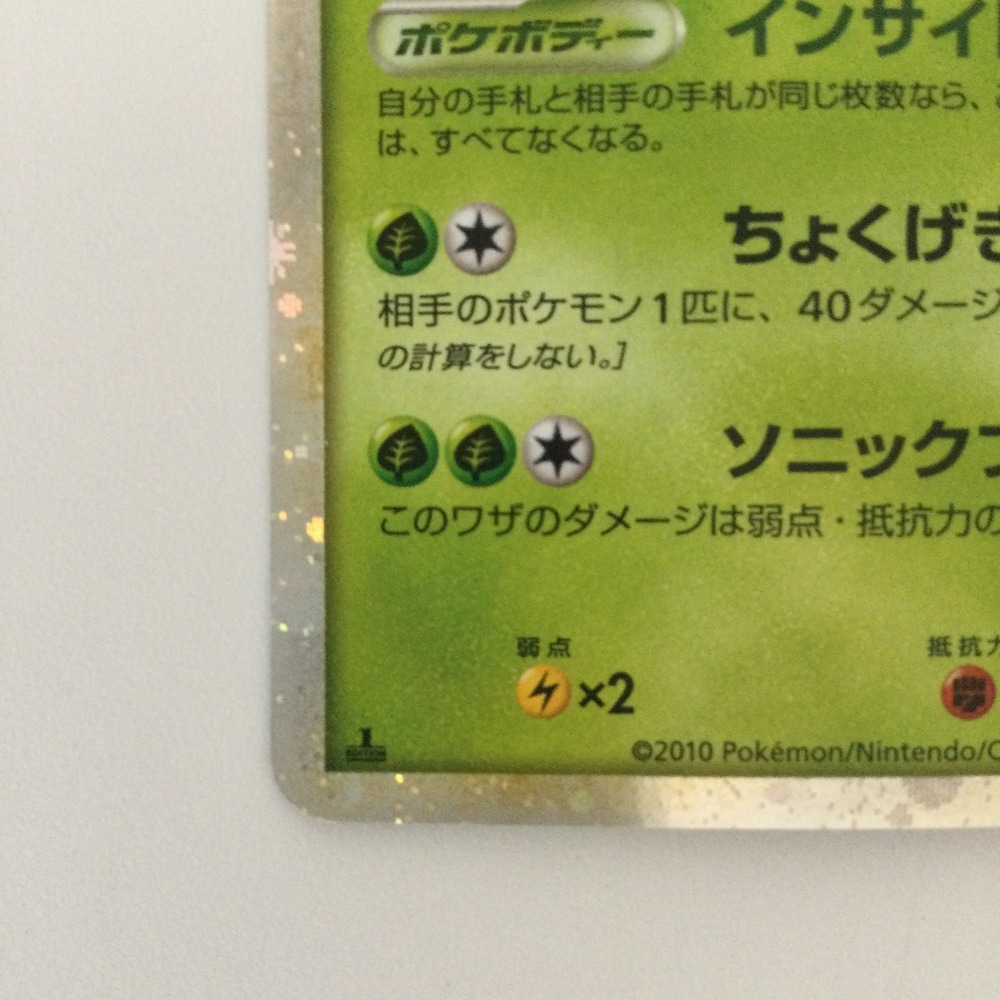 ポケボディー インサイ
自分の手札と相手の手札が同じ枚数なら、
は、すべてなくなる。
ちょくげき
相手のポケモン1匹に、40ダメージ
の計算をしない。]
ソニックブ
このワザのダメージは弱点・抵抗力の
弱点 抵抗力
×2
1
EDITION
©2010 Pokémon/Nintendo/C